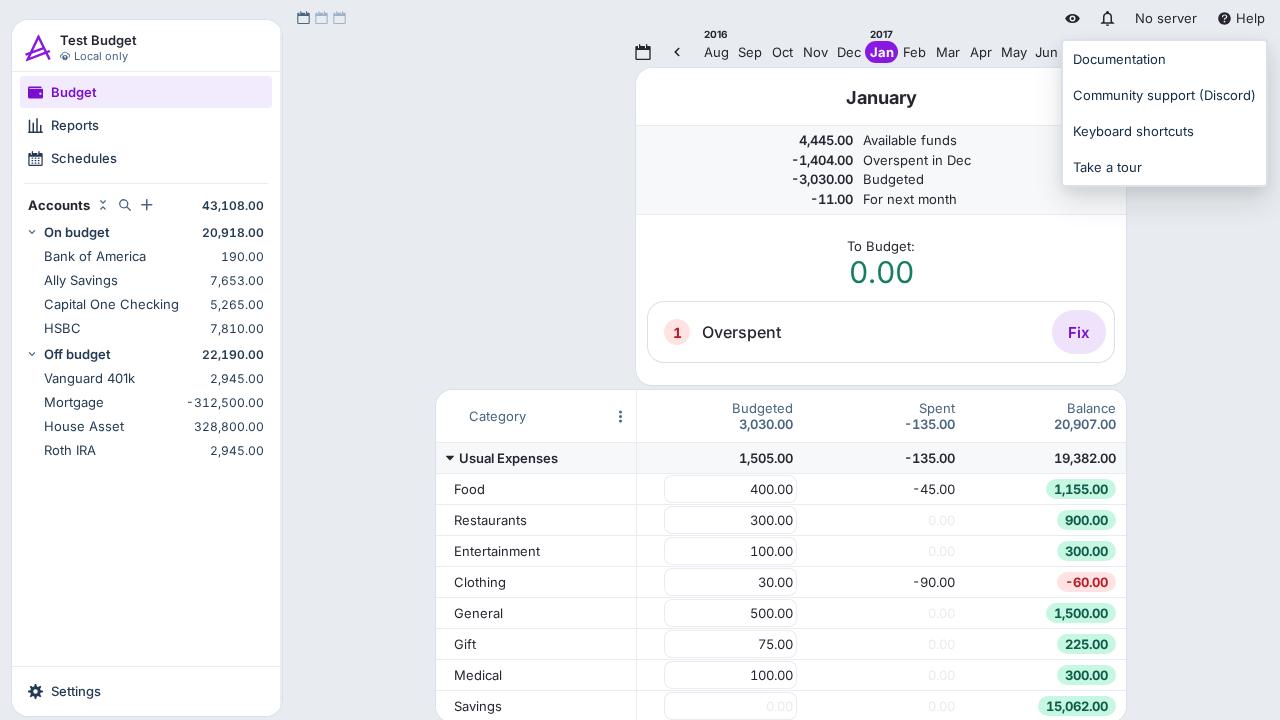 Test Budget
Local only
Budget
Reports
Schedules
Accounts 43,108.00
On budget 20,918.00
Bank of America 190.00
Ally Savings 7,653.00
Capital One Checking 5,265.00
HSBC 7,810.00
Off budget 22,190.00
Vanguard 401k 2,945.00
Mortgage -312,500.00
House Asset 328,800.00
Roth IRA 2,945.00
Settings
No server Help
2016 2017
Aug Sep Oct Nov Dec Jan Feb Mar Apr May Jun
Documentation
Community support (Discord)
Keyboard shortcuts
Take a tour
January
4,445.00 Available funds
-1,404.00 Overspent in Dec
-3,030.00 Budgeted
-11.00 For next month
To Budget:
0.00
1 Overspent Fix
Category Budgeted Spent Balance
3,030.00 -135.00 20,907.00
Usual Expenses 1,505.00 -135.00 19,382.00
Food 400.00 -45.00 1,155.00
Restaurants 300.00 0.00 900.00
Entertainment 100.00 0.00 300.00
Clothing 30.00 -90.00 -60.00
General 500.00 0.00 1,500.00
Gift 75.00 0.00 225.00
Medical 100.00 0.00 300.00
Savings 0.00 0.00 15,062.00